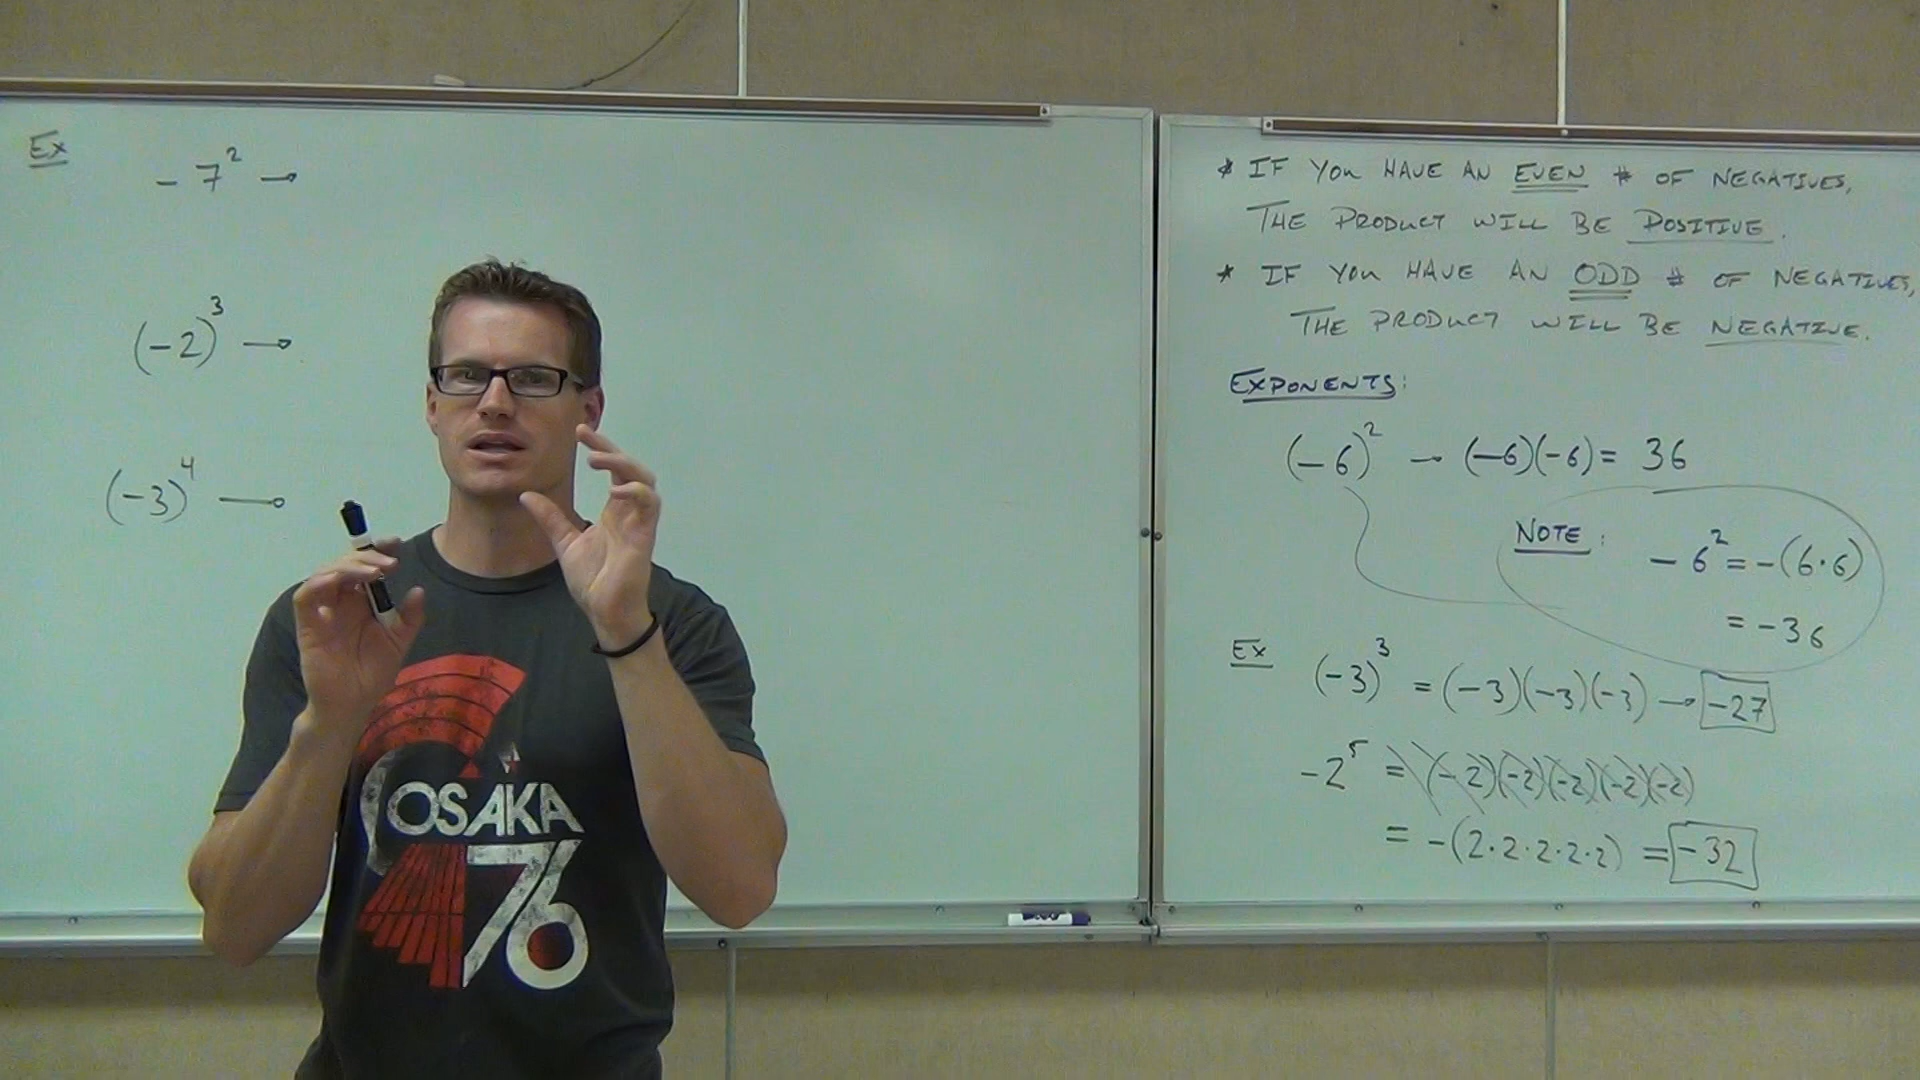 Ex
- 7² →
(-2)³ →
(-3)⁴ →
OSAKA
76
* IF YOU HAVE AN EVEN # OF NEGATIVES,
THE PRODUCT WILL BE POSITIVE.
* IF YOU HAVE AN ODD # OF NEGATIVES,
THE PRODUCT WILL BE NEGATIVE.
EXPONENTS:
(-6)² → (-6)(-6) = 36
NOTE: - 6² = -(6·6)
= -36
Ex (-3)³ = (-3)(-3)(-3) → -27
-2⁵ = (-2)(-2)(-2)(-2)(-2)
= -(2·2·2·2·2) = -32